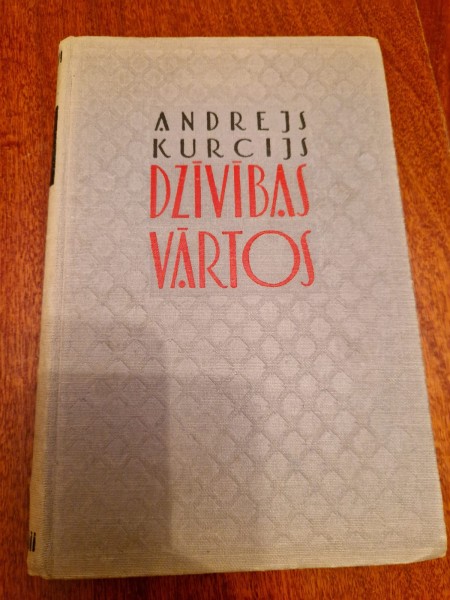 ANDREJS
KURCIJS
DZĪVĪBAS
VĀRTOS